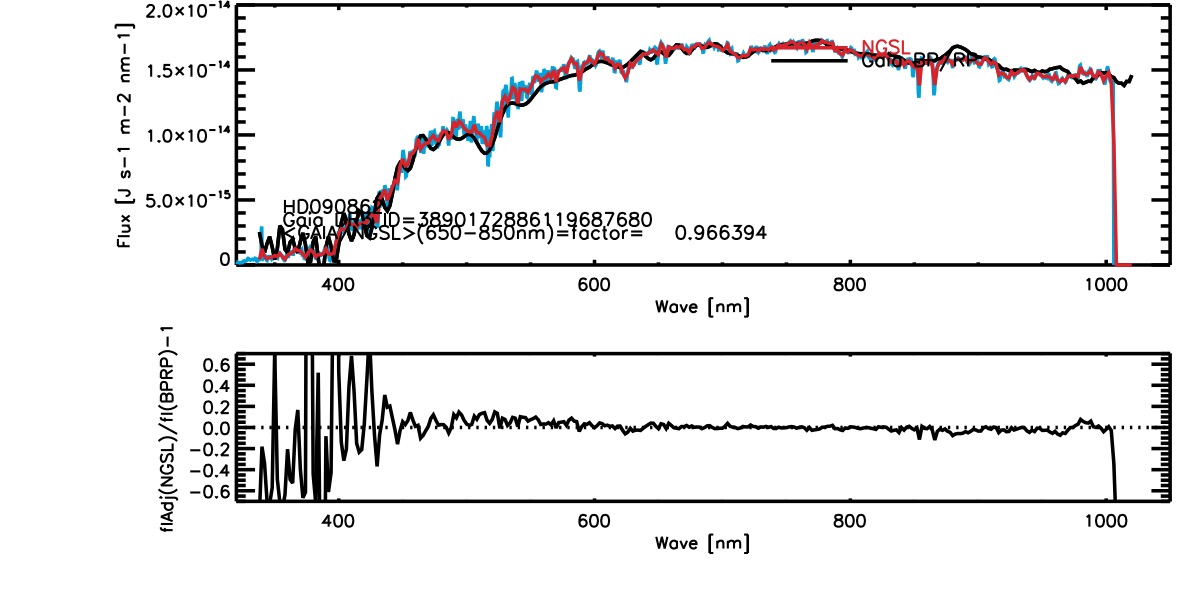 2.0×10⁻¹⁴
1.5×10⁻¹⁴
1.0×10⁻¹⁴
5.0×10⁻¹⁵
0
Flux [J s−1 m−2 nm−1]
NGSL
Gaia BP/RP
Gaia
ID=3890172886119687680
<GAIA/NGSL>(650−850nm)=factor= 0.966394
400 600 800 1000
Wave [nm]
0.6
0.4
0.2
0.0
−0.2
−0.4
−0.6
flAdj(NGSL)/fl(BPRP)−1
400 600 800 1000
Wave [nm]